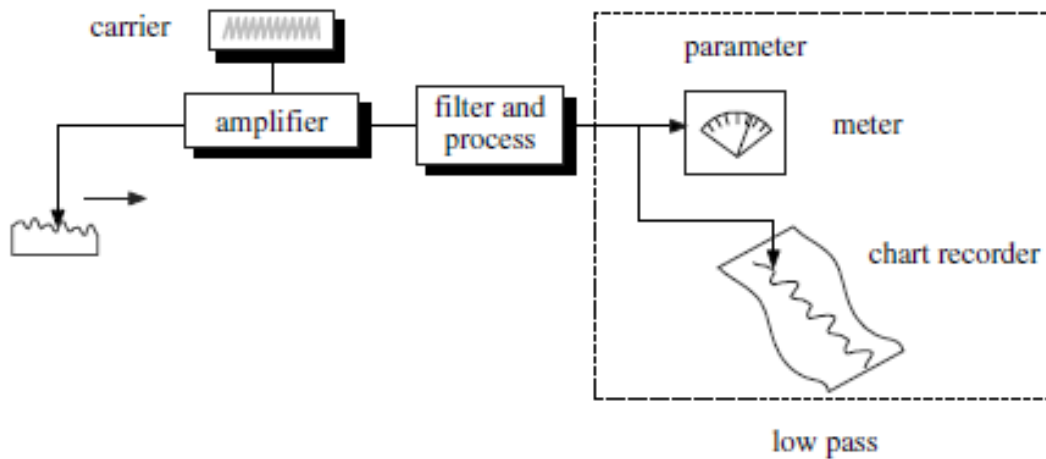 carrier
amplifier
filter and
process
parameter
meter
chart recorder
low pass